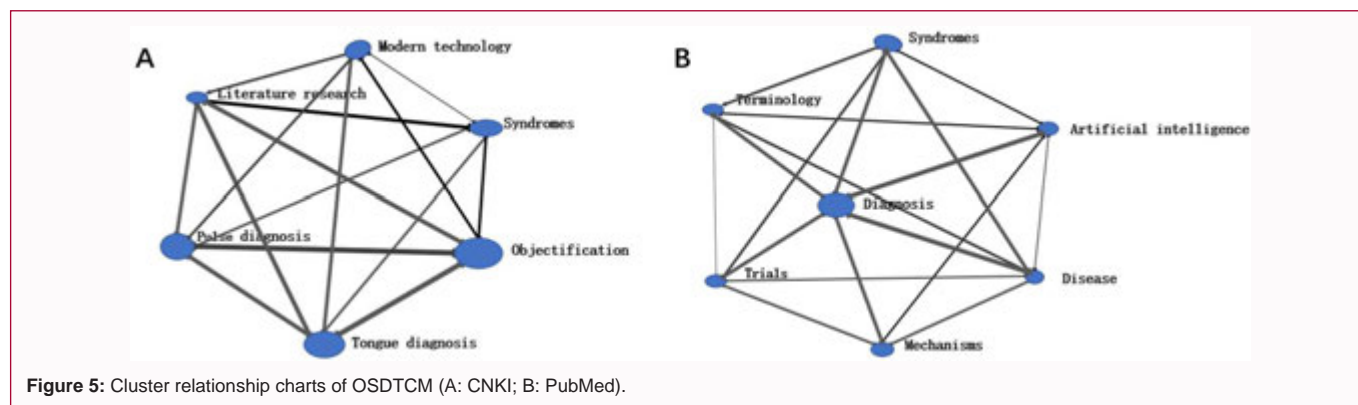 A
Modern technology
Literature research
Syndromes
Pulse diagnosis
Objectification
Tongue diagnosis
B
Syndromes
Terminology
Artificial intelligence
Diagnosis
Trials
Disease
Mechanisms
Figure 5: Cluster relationship charts of OSDTCM (A: CNKI; B: PubMed).